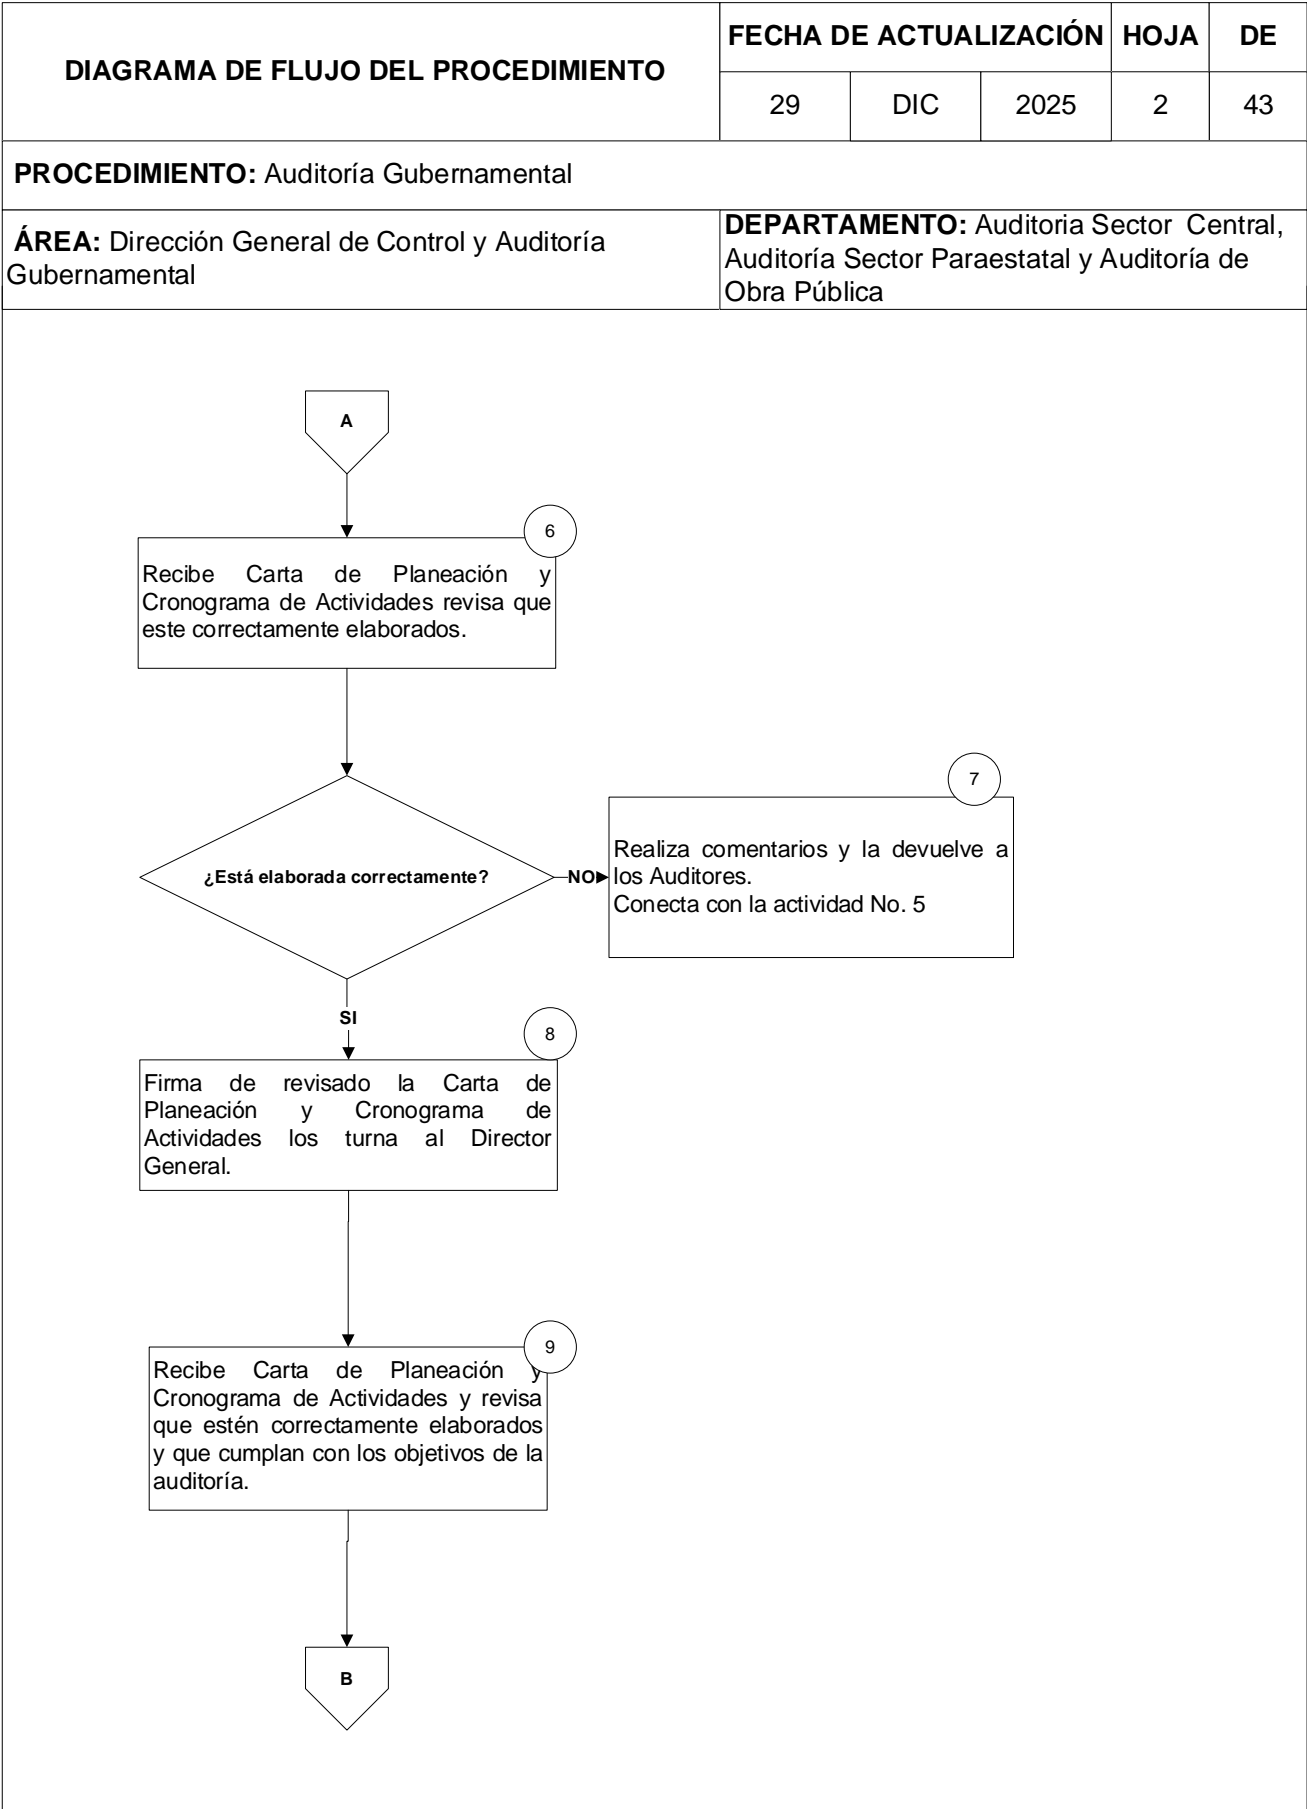 DIAGRAMA DE FLUJO DEL PROCEDIMIENTO
FECHA DE ACTUALIZACIÓN HOJA DE
29 DIC 2025 2 43
PROCEDIMIENTO: Auditoría Gubernamental
ÁREA: Dirección General de Control y Auditoría
Gubernamental
DEPARTAMENTO: Auditoria Sector Central,
Auditoría Sector Paraestatal y Auditoría de
Obra Pública
A
6
Recibe Carta de Planeación y
Cronograma de Actividades revisa que
este correctamente elaborados.
¿Está elaborada correctamente?
NO
7
Realiza comentarios y la devuelve a
los Auditores.
Conecta con la actividad No. 5
SI
8
Firma de revisado la Carta de
Planeación y Cronograma de
Actividades los turna al Director
General.
9
Recibe Carta de Planeación y
Cronograma de Actividades y revisa
que estén correctamente elaborados
y que cumplan con los objetivos de la
auditoría.
B